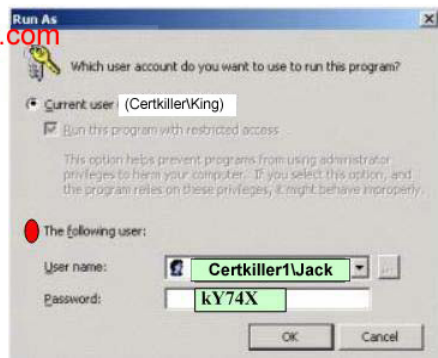 Run As
.com
Which user account do you want to use to run this program?
Current user (Certkiller\King)
Run this program with restricted access
This option helps prevent programs from using administrator
privileges to harm your computer. If you select this option, and
the program relies on these privileges, it might behave improperly.
The following user:
User name: Certkiller1\Jack ...
Password: kY74X
OK Cancel